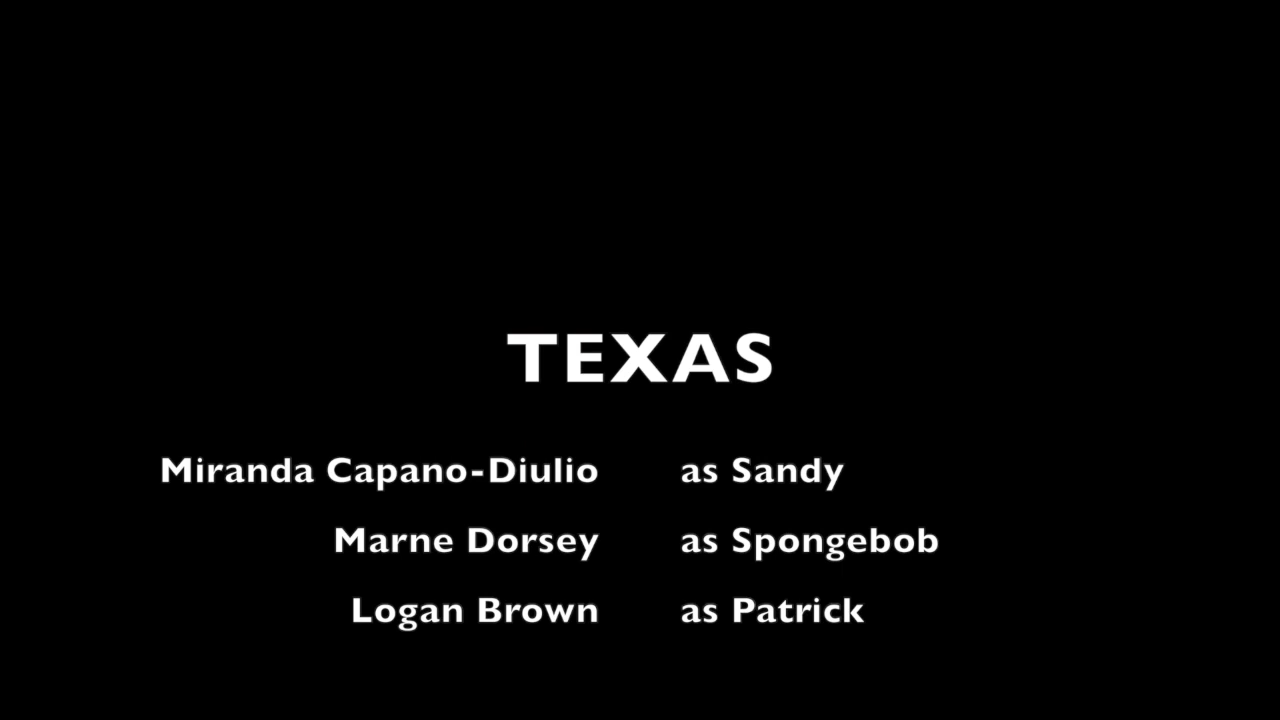 TEXAS
Miranda Capano-Diulio as Sandy
Marne Dorsey as Spongebob
Logan Brown as Patrick